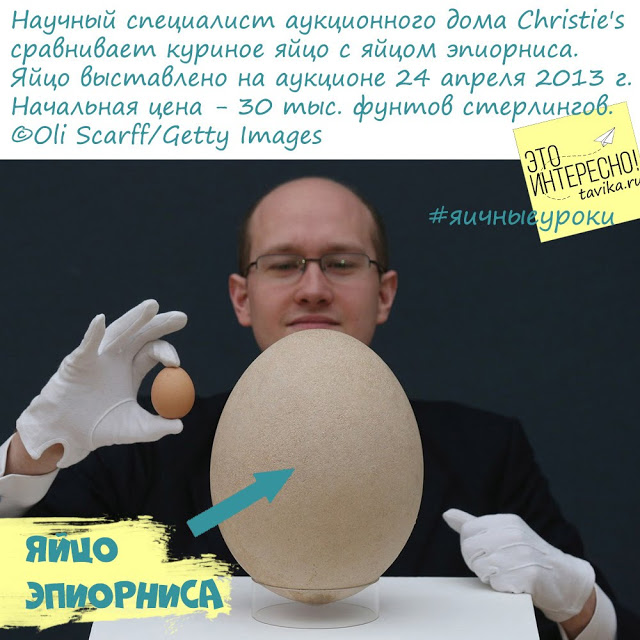 Научный специалист аукционного дома Christie's
сравнивает куриное яйцо с яйцом эпиорниса.
Яйцо выставлено на аукционе 24 апреля 2013 г.
Начальная цена - 30 тыс. фунтов стерлингов.
©Oli Scarff/Getty Images
ЭТО
ИНТЕРЕСНО!
tavika.ru
#яичныеуроки
ЯЙЦО
ЭПИОРНИСА